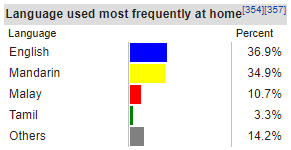 Language used most frequently at home[354][357]
Language Percent
English 36.9%
Mandarin 34.9%
Malay 10.7%
Tamil 3.3%
Others 14.2%